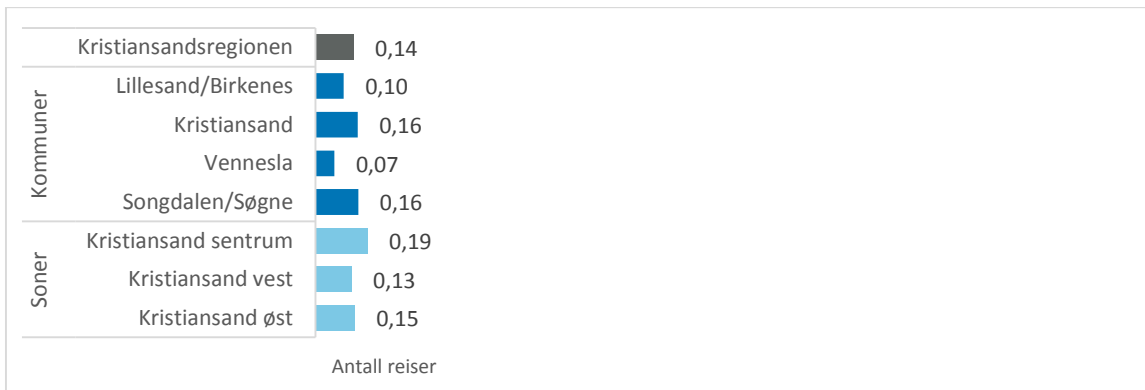 Kristiansandsregionen 0,14
Kommuner
Lillesand/Birkenes 0,10
Kristiansand 0,16
Vennesla 0,07
Songdalen/Søgne 0,16
Soner
Kristiansand sentrum 0,19
Kristiansand vest 0,13
Kristiansand øst 0,15
Antall reiser